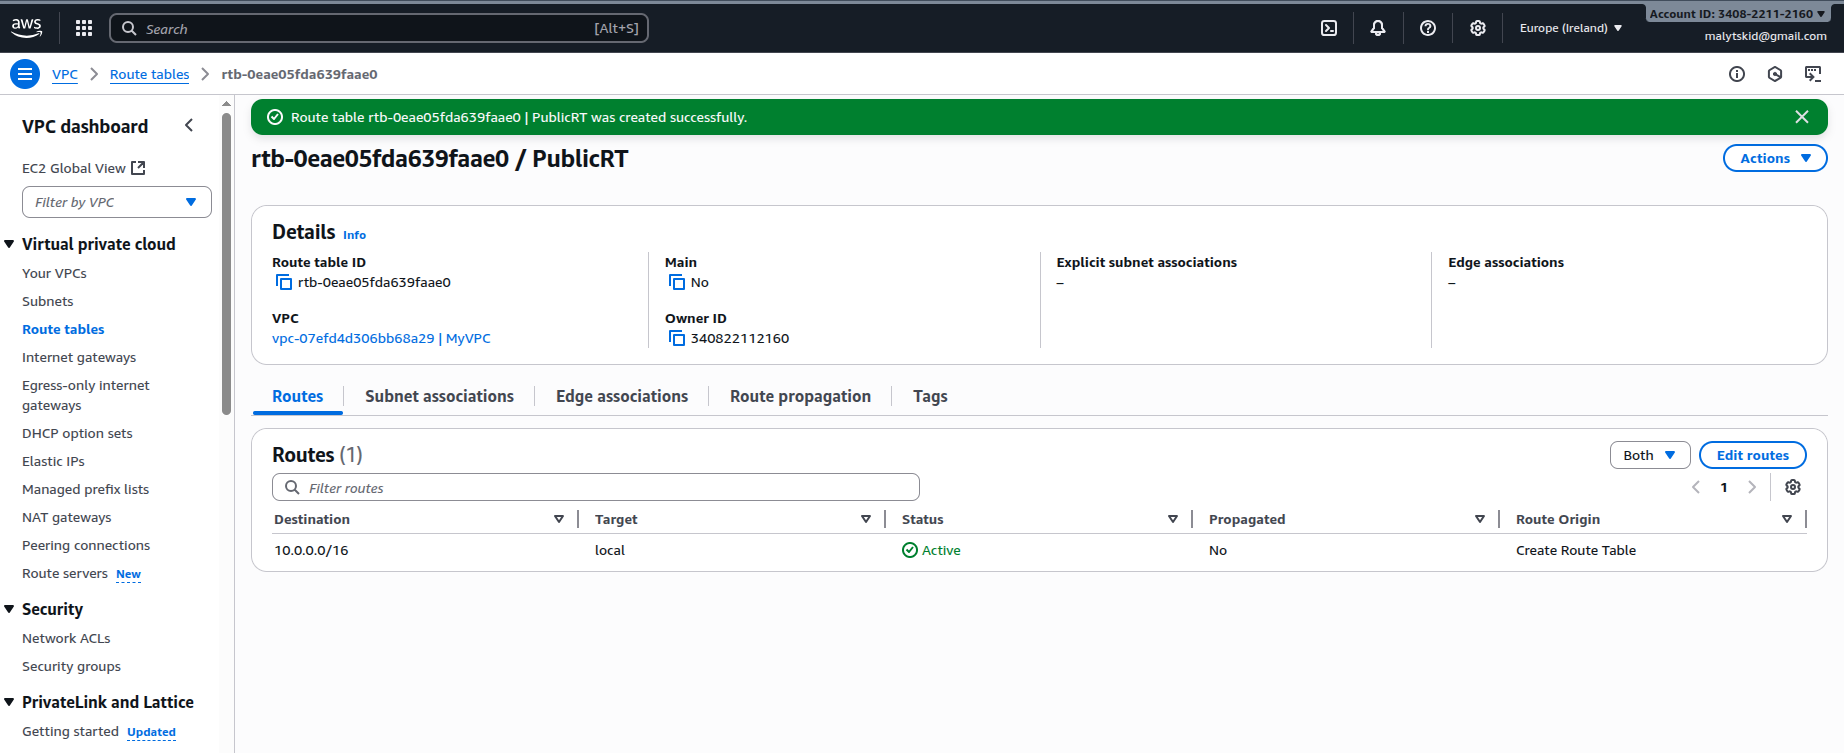 aws
Search [Alt+S]
Europe (Ireland)
Account ID: 3408-2211-2160
malytskid@gmail.com
VPC
Route tables
rtb-0eae05fda639faae0
VPC dashboard
EC2 Global View
Filter by VPC
Virtual private cloud
Your VPCs
Subnets
Route tables
Internet gateways
Egress-only internet
gateways
DHCP option sets
Elastic IPs
Managed prefix lists
NAT gateways
Peering connections
Route servers New
Security
Network ACLs
Security groups
PrivateLink and Lattice
Getting started Updated
Route table rtb-0eae05fda639faae0 | PublicRT was created successfully.
rtb-0eae05fda639faae0 / PublicRT
Actions
Details Info
Route table ID
rtb-0eae05fda639faae0
Main
No
Explicit subnet associations
–
Edge associations
–
VPC
vpc-07efd4d306bb68a29 | MyVPC
Owner ID
340822112160
Routes Subnet associations Edge associations Route propagation Tags
Routes (1)
Both Edit routes
Filter routes
1
Destination Target Status Propagated Route Origin
10.0.0.0/16 local Active No Create Route Table